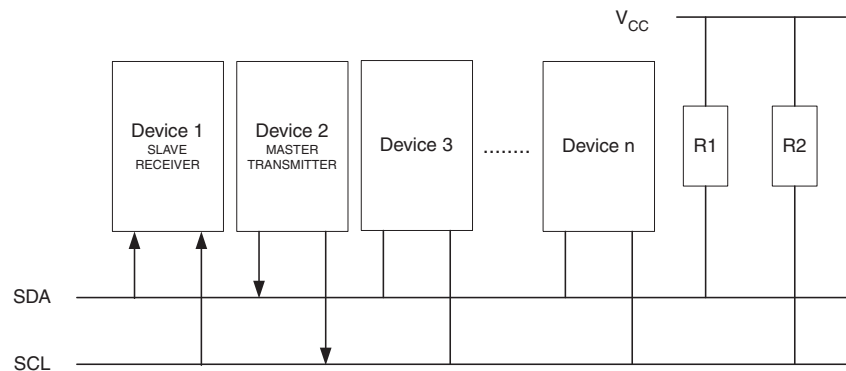 VCC
Device 1
SLAVE
RECEIVER
Device 2
MASTER
TRANSMITTER
Device 3
........
Device n
R1
R2
SDA
SCL